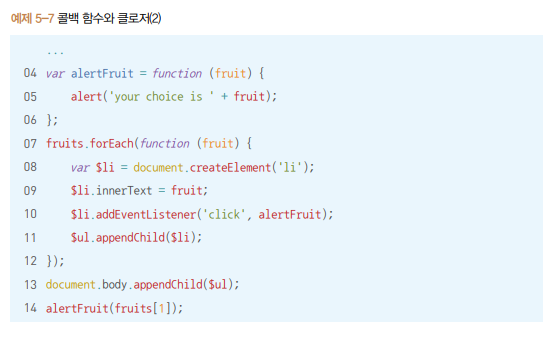 예제 5-7 콜백 함수와 클로저(2)
...
04 var alertFruit = function (fruit) {
05 alert('your choice is ' + fruit);
06 };
07 fruits.forEach(function (fruit) {
08 var $li = document.createElement('li');
09 $li.innerText = fruit;
10 $li.addEventListener('click', alertFruit);
11 $ul.appendChild($li);
12 });
13 document.body.appendChild($ul);
14 alertFruit(fruits[1]);